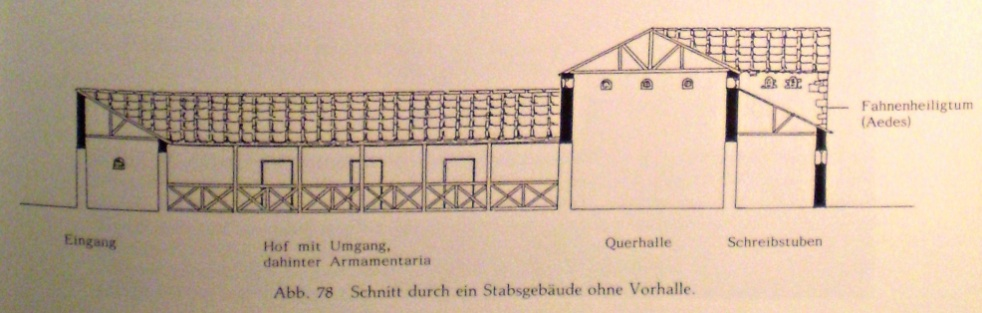 Fahnenheiligtum
(Aedes)
Eingang
Hof mit Umgang,
dahinter Armamentaria
Querhalle
Schreibstuben
Abb. 78 Schnitt durch ein Stabsgebäude ohne Vorhalle.